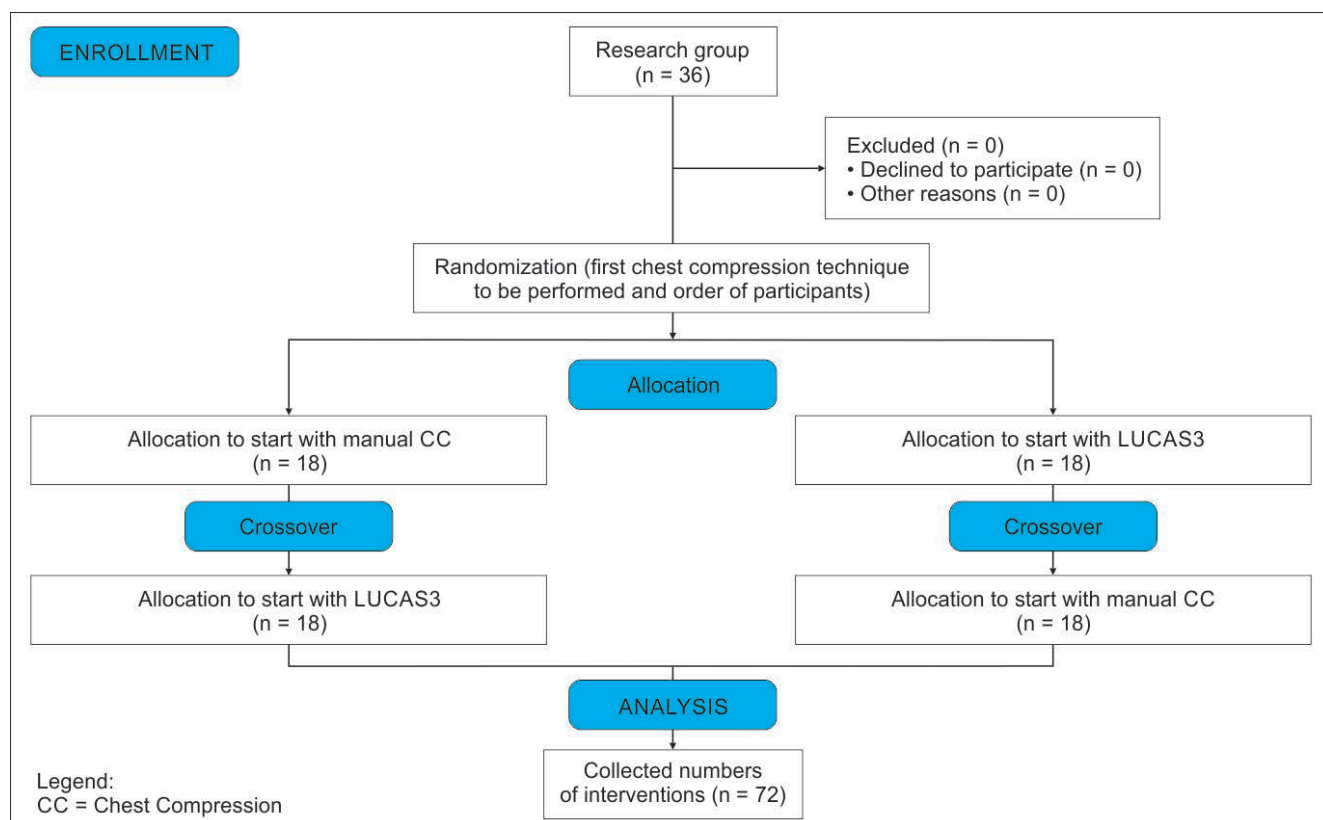 ENROLLMENT
Research group
(n = 36)
Excluded (n = 0)
• Declined to participate (n = 0)
• Other reasons (n = 0)
Randomization (first chest compression technique
to be performed and order of participants)
Allocation
Allocation to start with manual CC
(n = 18)
Allocation to start with LUCAS3
(n = 18)
Crossover
Crossover
Allocation to start with LUCAS3
(n = 18)
Allocation to start with manual CC
(n = 18)
ANALYSIS
Collected numbers
of interventions (n = 72)
Legend:
CC = Chest Compression